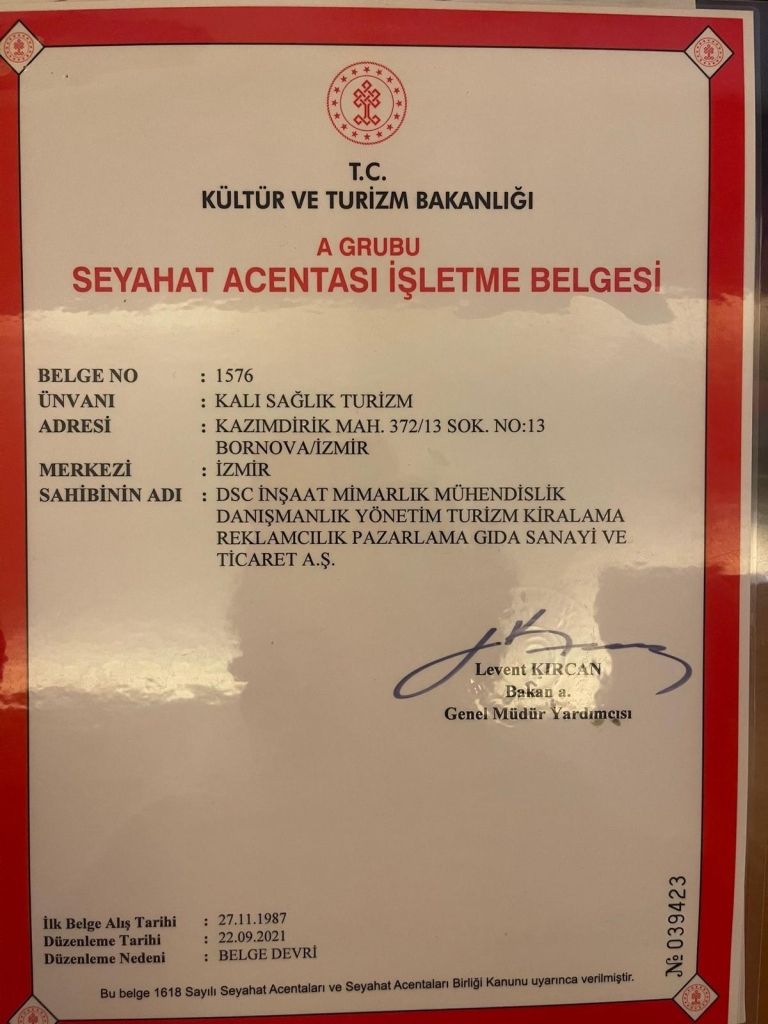 T.C.
KÜLTÜR VE TURİZM BAKANLIĞI
A GRUBU
SEYAHAT ACENTASI İŞLETME BELGESİ
BELGE NO : 1576
ÜNVANI : KALI SAĞLIK TURİZM
ADRESİ : KAZIMDİRİK MAH. 372/13 SOK. NO:13
BORNOVA/İZMİR
MERKEZİ : İZMİR
SAHİBİNİN ADI : DSC İNŞAAT MİMARLIK MÜHENDİSLİK
DANIŞMANLIK YÖNETİM TURİZM KİRALAMA
REKLAMCILIK PAZARLAMA GIDA SANAYİ VE
TİCARET A.Ş.
Levent KIRCAN
Bakan a.
Genel Müdür Yardımcısı
İlk Belge Alış Tarihi : 27.11.1987
Düzenleme Tarihi : 22.09.2021
Düzenleme Nedeni : BELGE DEVRİ
№ 039423
Bu belge 1618 Sayılı Seyahat Acentaları ve Seyahat Acentaları Birliği Kanunu uyarınca verilmiştir.